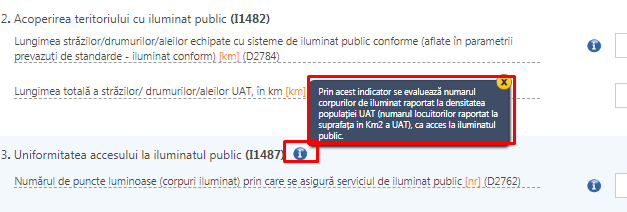 2. Acoperirea teritoriului cu iluminat public (I1482)
Lungimea străzilor/drumurilor/aleilor echipate cu sisteme de iluminat public conforme (aflate în parametrii
prevazuți de standarde - iluminat conform) [km] (D2784)
Lungimea totală a străzilor/ drumurilor/aleilor UAT, în km [km]
Prin acest indicator se evaluează numarul
corpurilor de iluminat raportat la densitatea
populației UAT (numarul locuitorilor raportat la
suprafața in Km2 a UAT), ca acces la iluminatul
public.
3. Uniformitatea accesului la iluminatul public (I1487)
Numărul de puncte luminoase (corpuri iluminat) prin care se asigură serviciul de iluminat public [nr] (D2762)